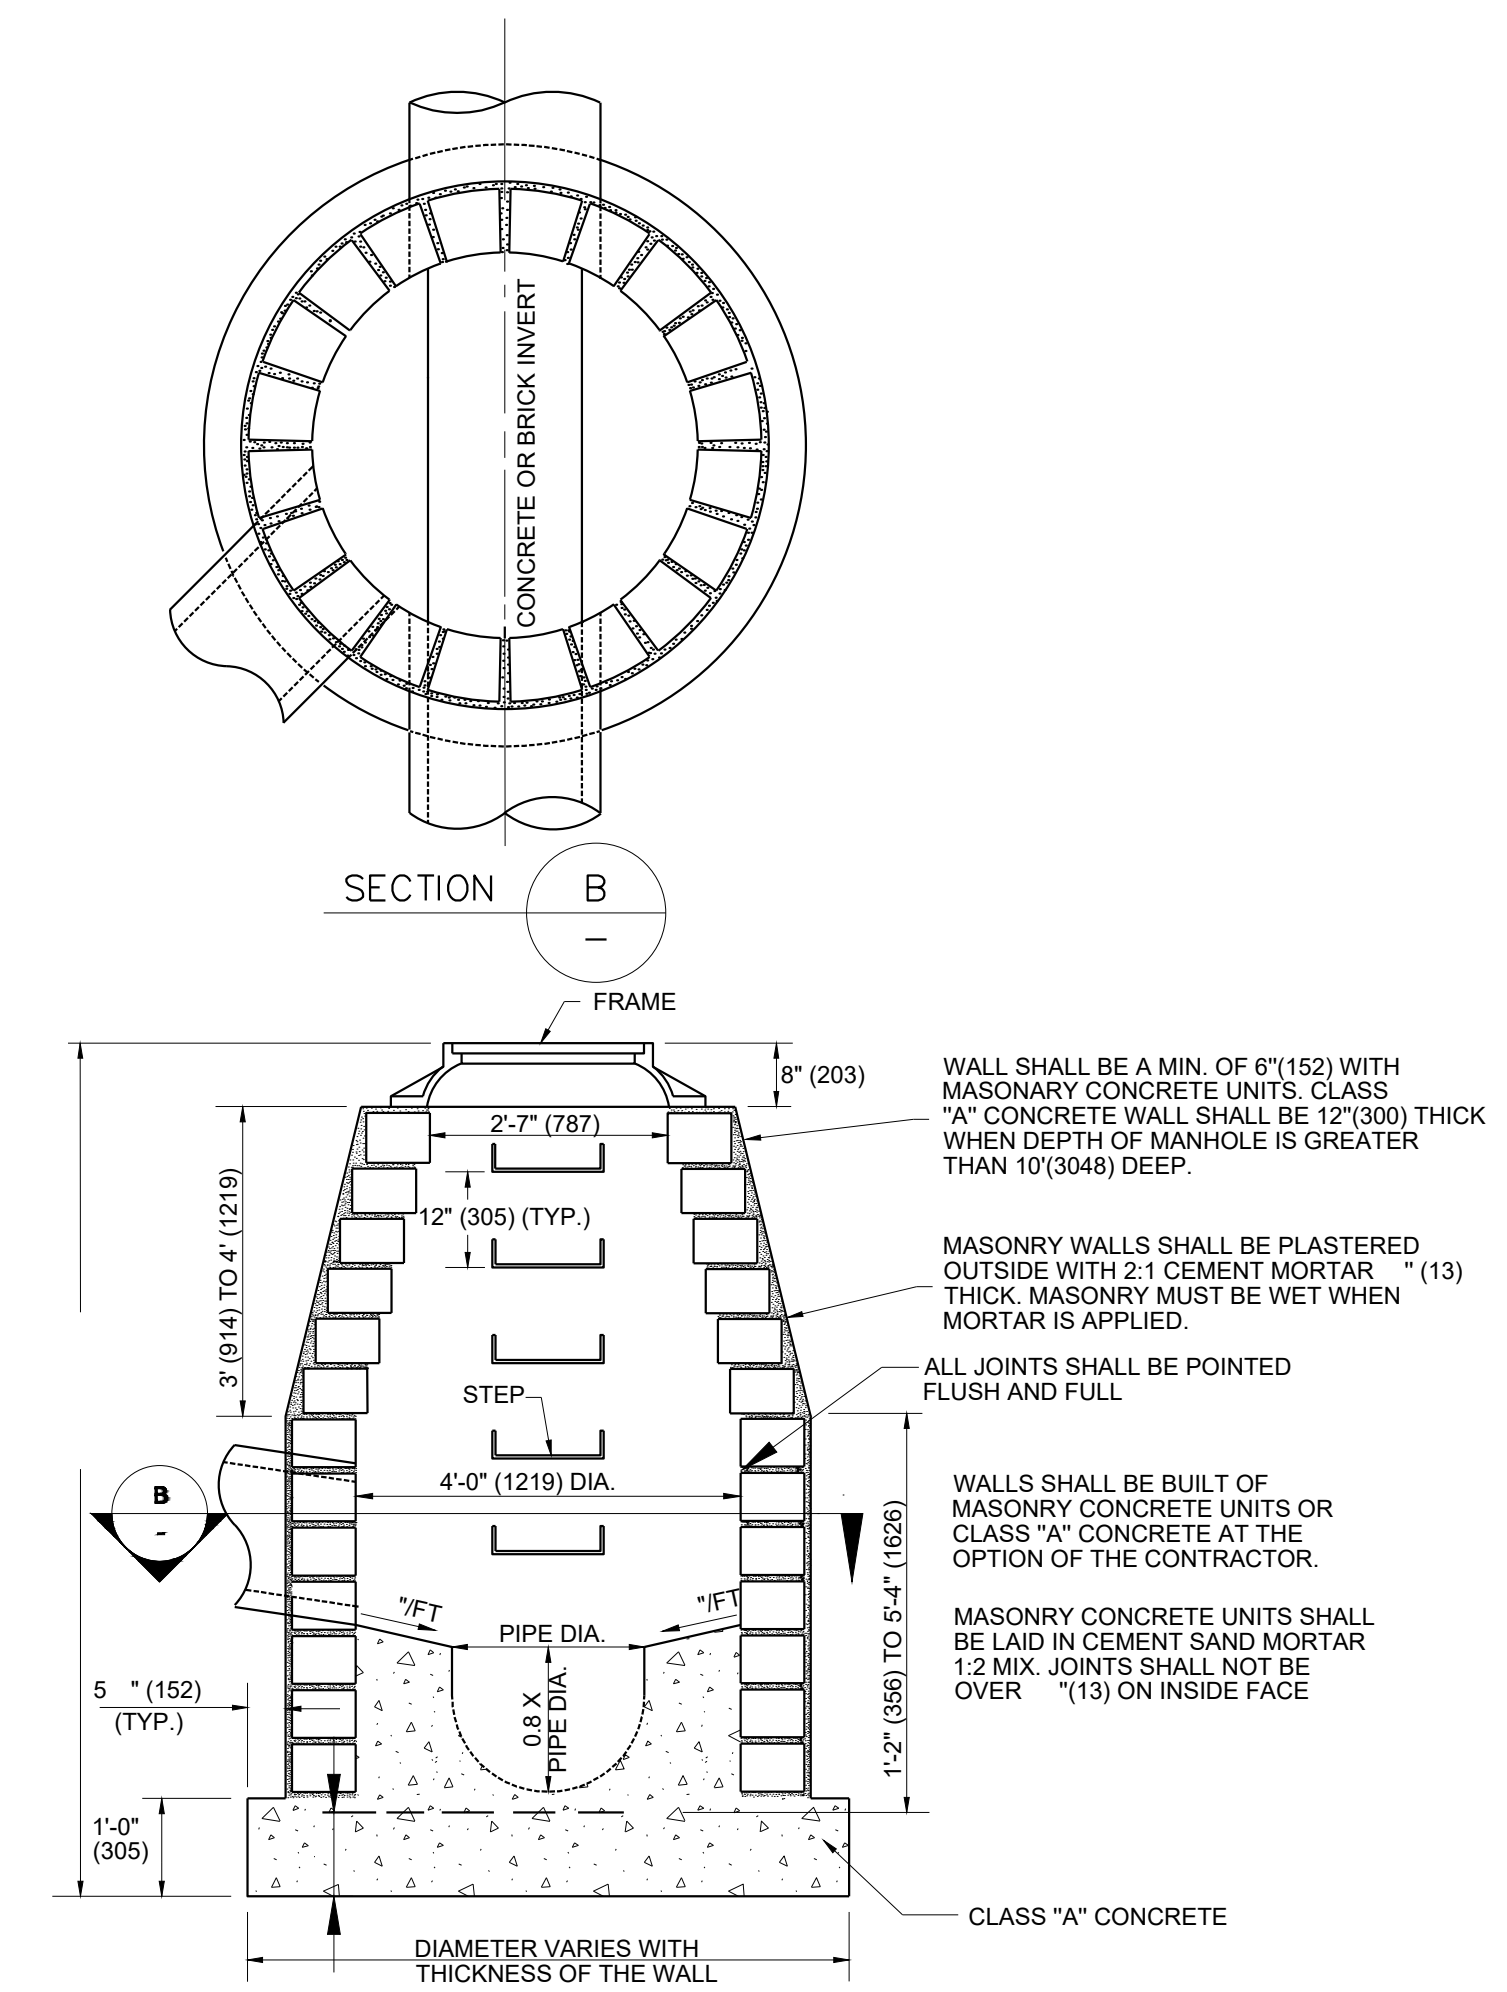 CONCRETE OR BRICK INVERT
SECTION
B
–
FRAME
8" (203)
2'-7" (787)
12" (305) (TYP.)
3' (914) TO 4' (1219)
STEP
4'-0" (1219) DIA.
B
-
"/FT
"/FT
PIPE DIA.
0.8 X
PIPE DIA.
5 " (152)
(TYP.)
1'-0"
(305)
1'-2" (356) TO 5'-4" (1626)
DIAMETER VARIES WITH
THICKNESS OF THE WALL
WALL SHALL BE A MIN. OF 6"(152) WITH
MASONARY CONCRETE UNITS. CLASS
"A" CONCRETE WALL SHALL BE 12"(300) THICK
WHEN DEPTH OF MANHOLE IS GREATER
THAN 10'(3048) DEEP.
MASONRY WALLS SHALL BE PLASTERED
OUTSIDE WITH 2:1 CEMENT MORTAR " (13)
THICK. MASONRY MUST BE WET WHEN
MORTAR IS APPLIED.
ALL JOINTS SHALL BE POINTED
FLUSH AND FULL
WALLS SHALL BE BUILT OF
MASONRY CONCRETE UNITS OR
CLASS "A" CONCRETE AT THE
OPTION OF THE CONTRACTOR.
MASONRY CONCRETE UNITS SHALL
BE LAID IN CEMENT SAND MORTAR
1:2 MIX. JOINTS SHALL NOT BE
OVER "(13) ON INSIDE FACE
CLASS "A" CONCRETE